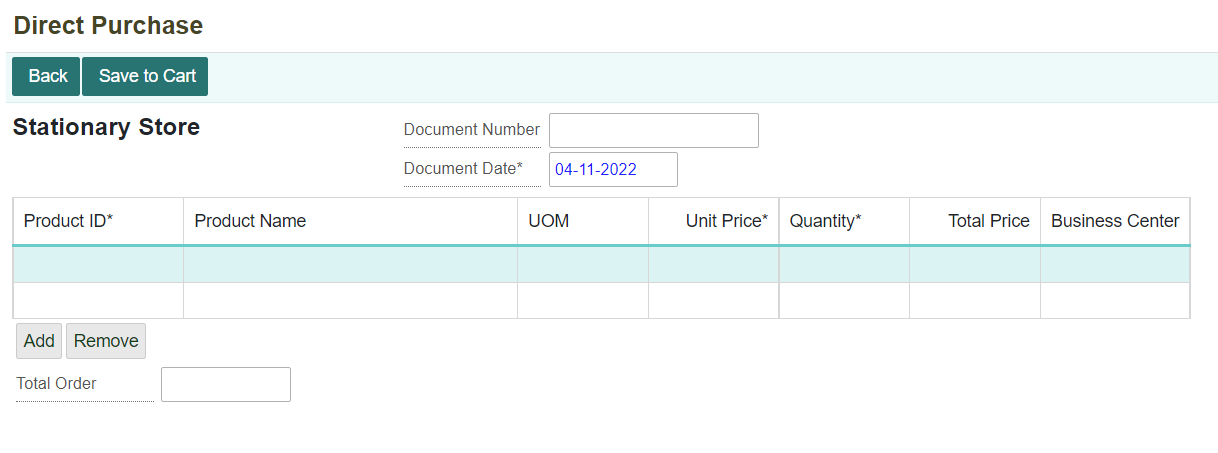 Direct Purchase
Back Save to Cart
Stationary Store
Document Number
Document Date* 04-11-2022
Product ID* Product Name UOM Unit Price* Quantity* Total Price Business Center
Add Remove
Total Order